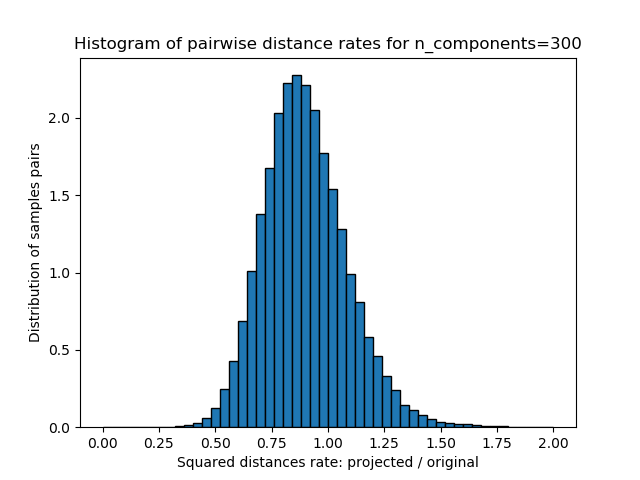 Histogram of pairwise distance rates for n_components=300
2.0
1.5
1.0
0.5
0.0
Distribution of samples pairs
0.00 0.25 0.50 0.75 1.00 1.25 1.50 1.75 2.00
Squared distances rate: projected / original